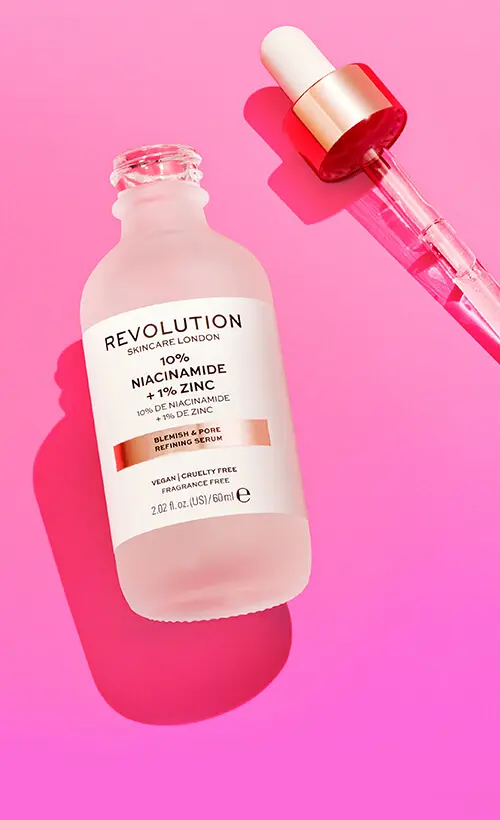 REVOLUTION
SKINCARE LONDON
10%
NIACINAMIDE
+ 1% ZINC
10% DE NIACINAMIDE
+ 1% DE ZINC
BLEMISH & PORE
REFINING SERUM
VEGAN | CRUELTY FREE
FRAGRANCE FREE
2.02 fl.oz.(US)/60ml ℮